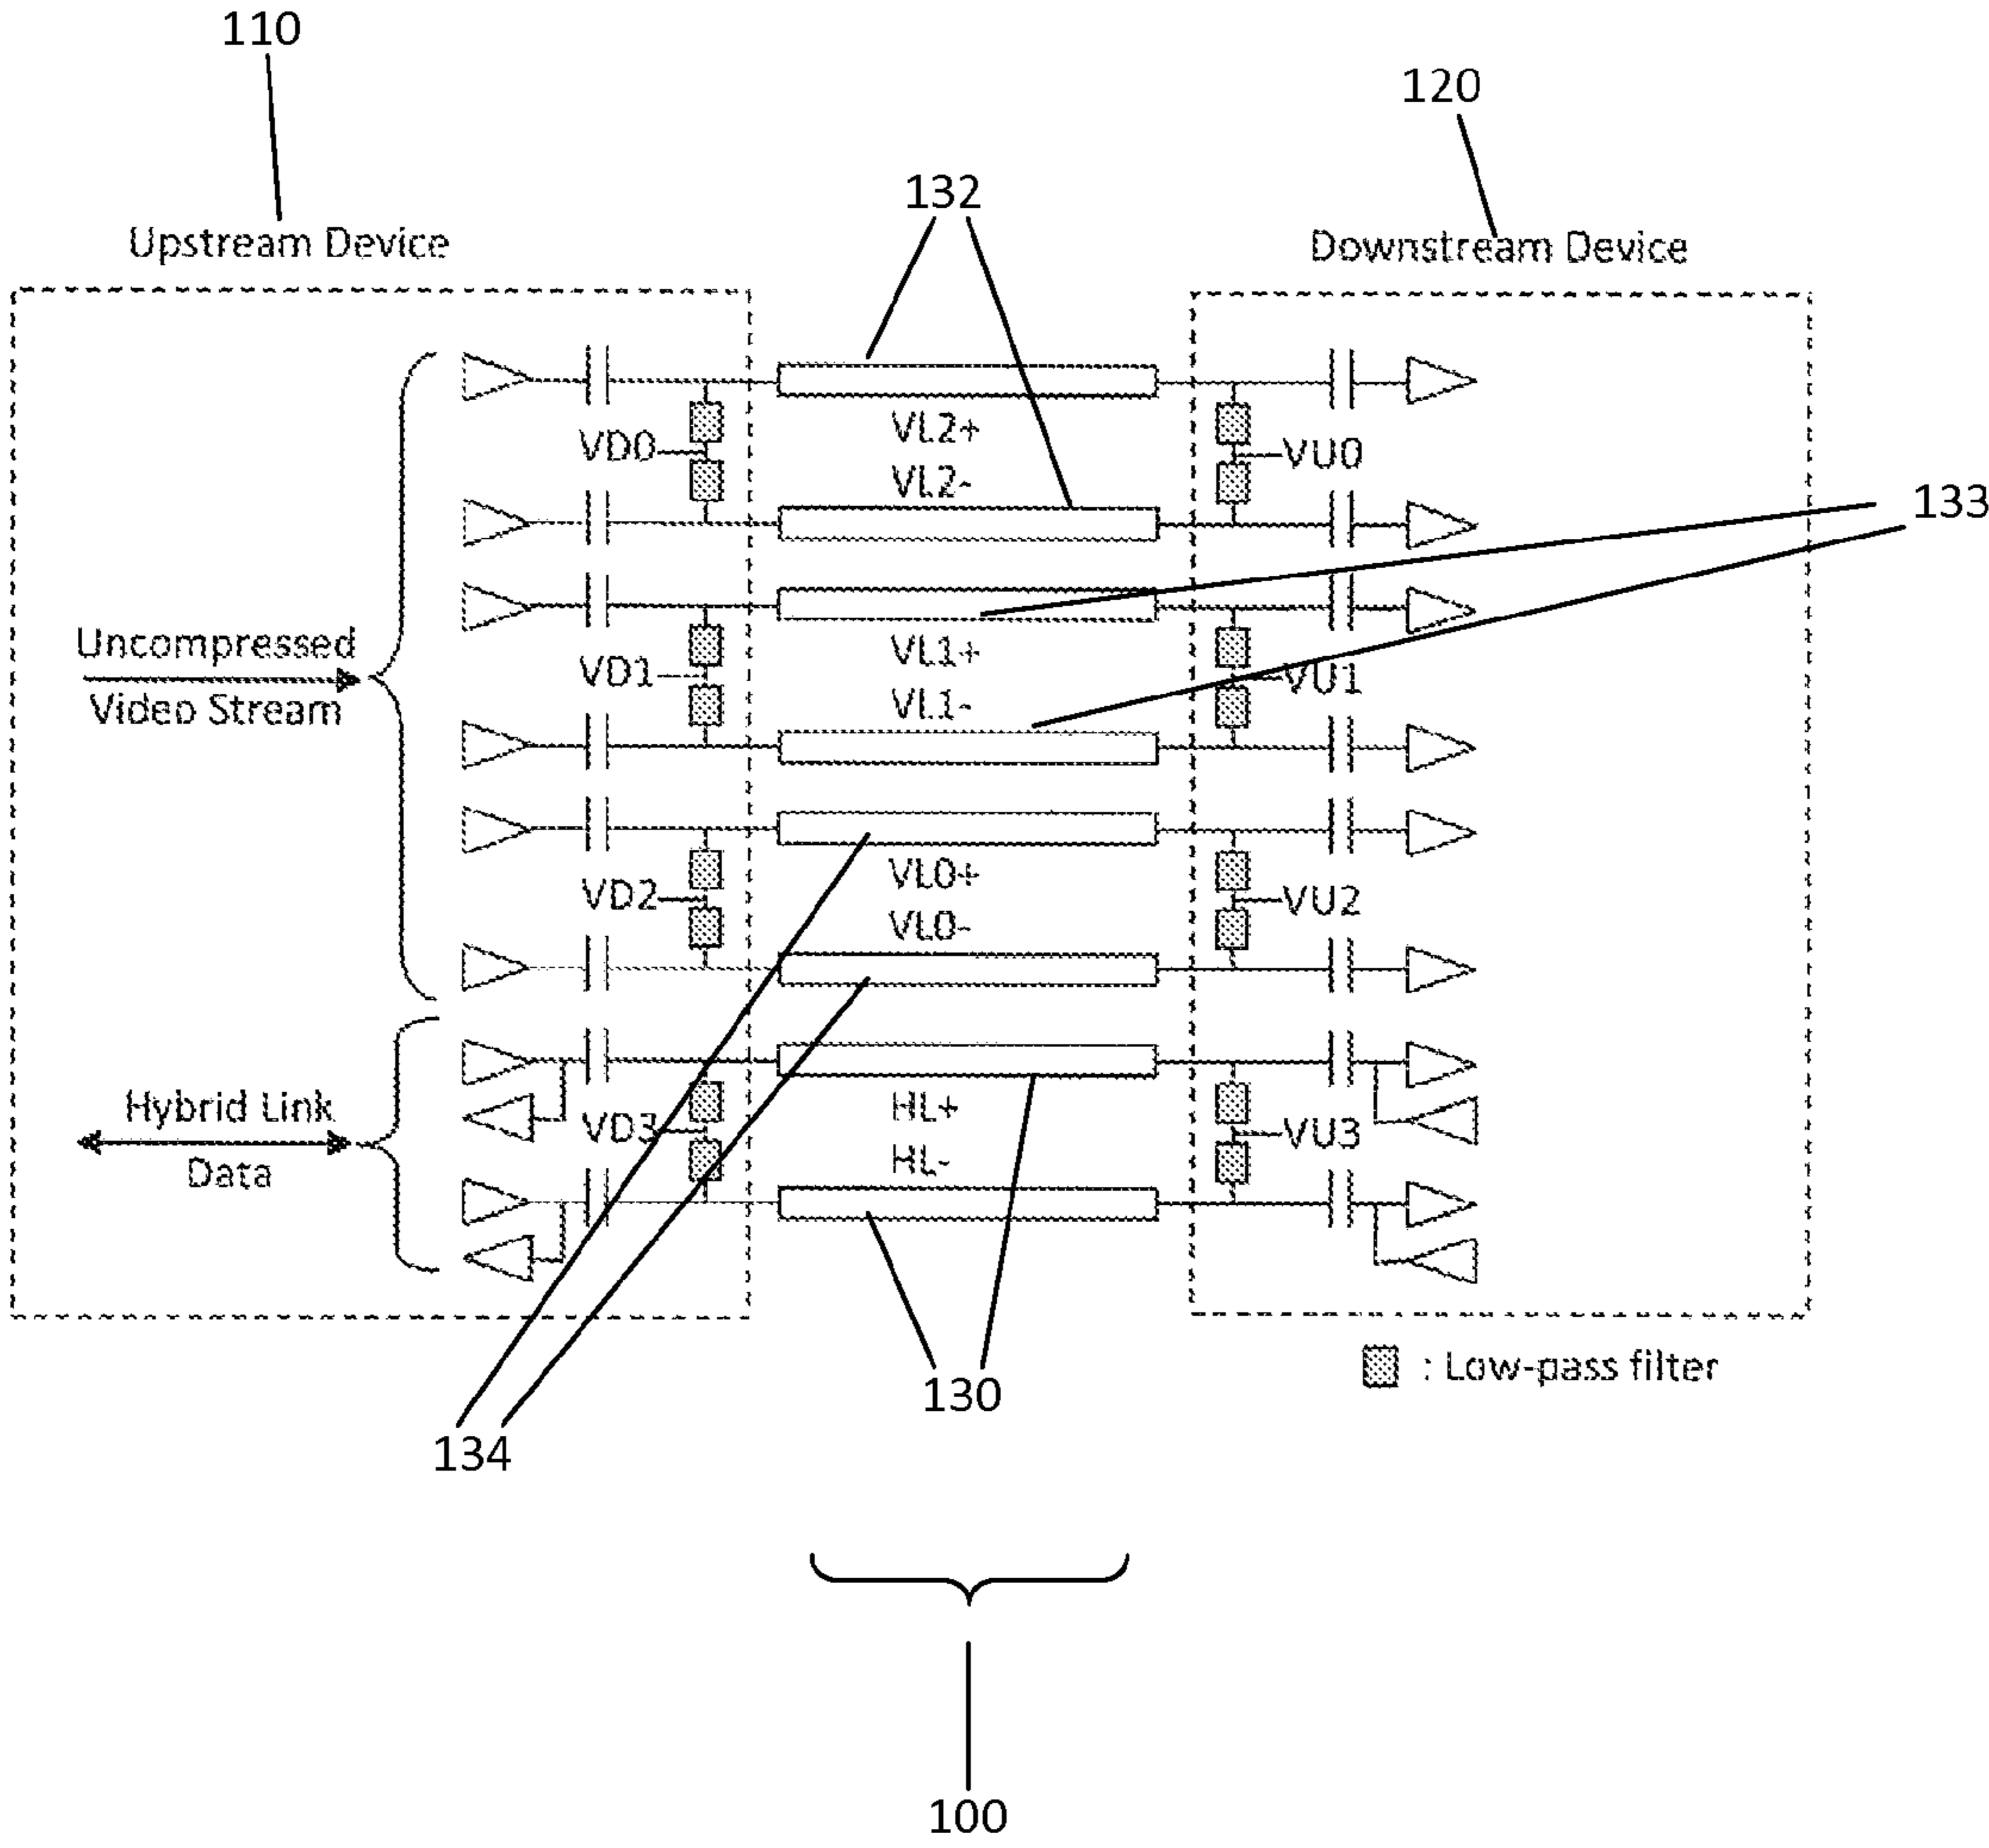 110
120
132
Upstream Device
Downstream Device
VL2+
VD0
VU0
VL2-
133
Uncompressed
VL1+
VD1
VU1
Video Stream
VL1-
VL0+
VD2
VU2
VL0-
Hybrid Link
HL+
VD3
VU3
Data
HL-
: Low-pass filter
130
134
100